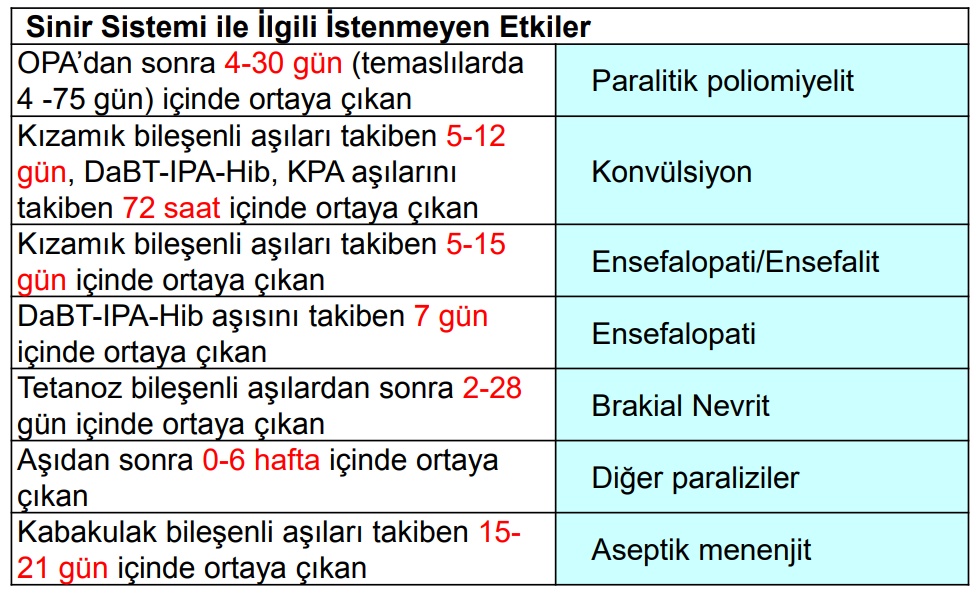 Sinir Sistemi ile İlgili İstenmeyen Etkiler
OPA’dan sonra 4-30 gün (temaslılarda
4 -75 gün) içinde ortaya çıkan
Paralitik poliomiyelit
Kızamık bileşenli aşıları takiben 5-12
gün, DaBT-IPA-Hib, KPA aşılarını
takiben 72 saat içinde ortaya çıkan
Konvülsiyon
Kızamık bileşenli aşıları takiben 5-15
gün içinde ortaya çıkan
Ensefalopati/Ensefalit
DaBT-IPA-Hib aşısını takiben 7 gün
içinde ortaya çıkan
Ensefalopati
Tetanoz bileşenli aşılardan sonra 2-28
gün içinde ortaya çıkan
Brakial Nevrit
Aşıdan sonra 0-6 hafta içinde ortaya
çıkan
Diğer paraliziler
Kabakulak bileşenli aşıları takiben 15-
21 gün içinde ortaya çıkan
Aseptik menenjit